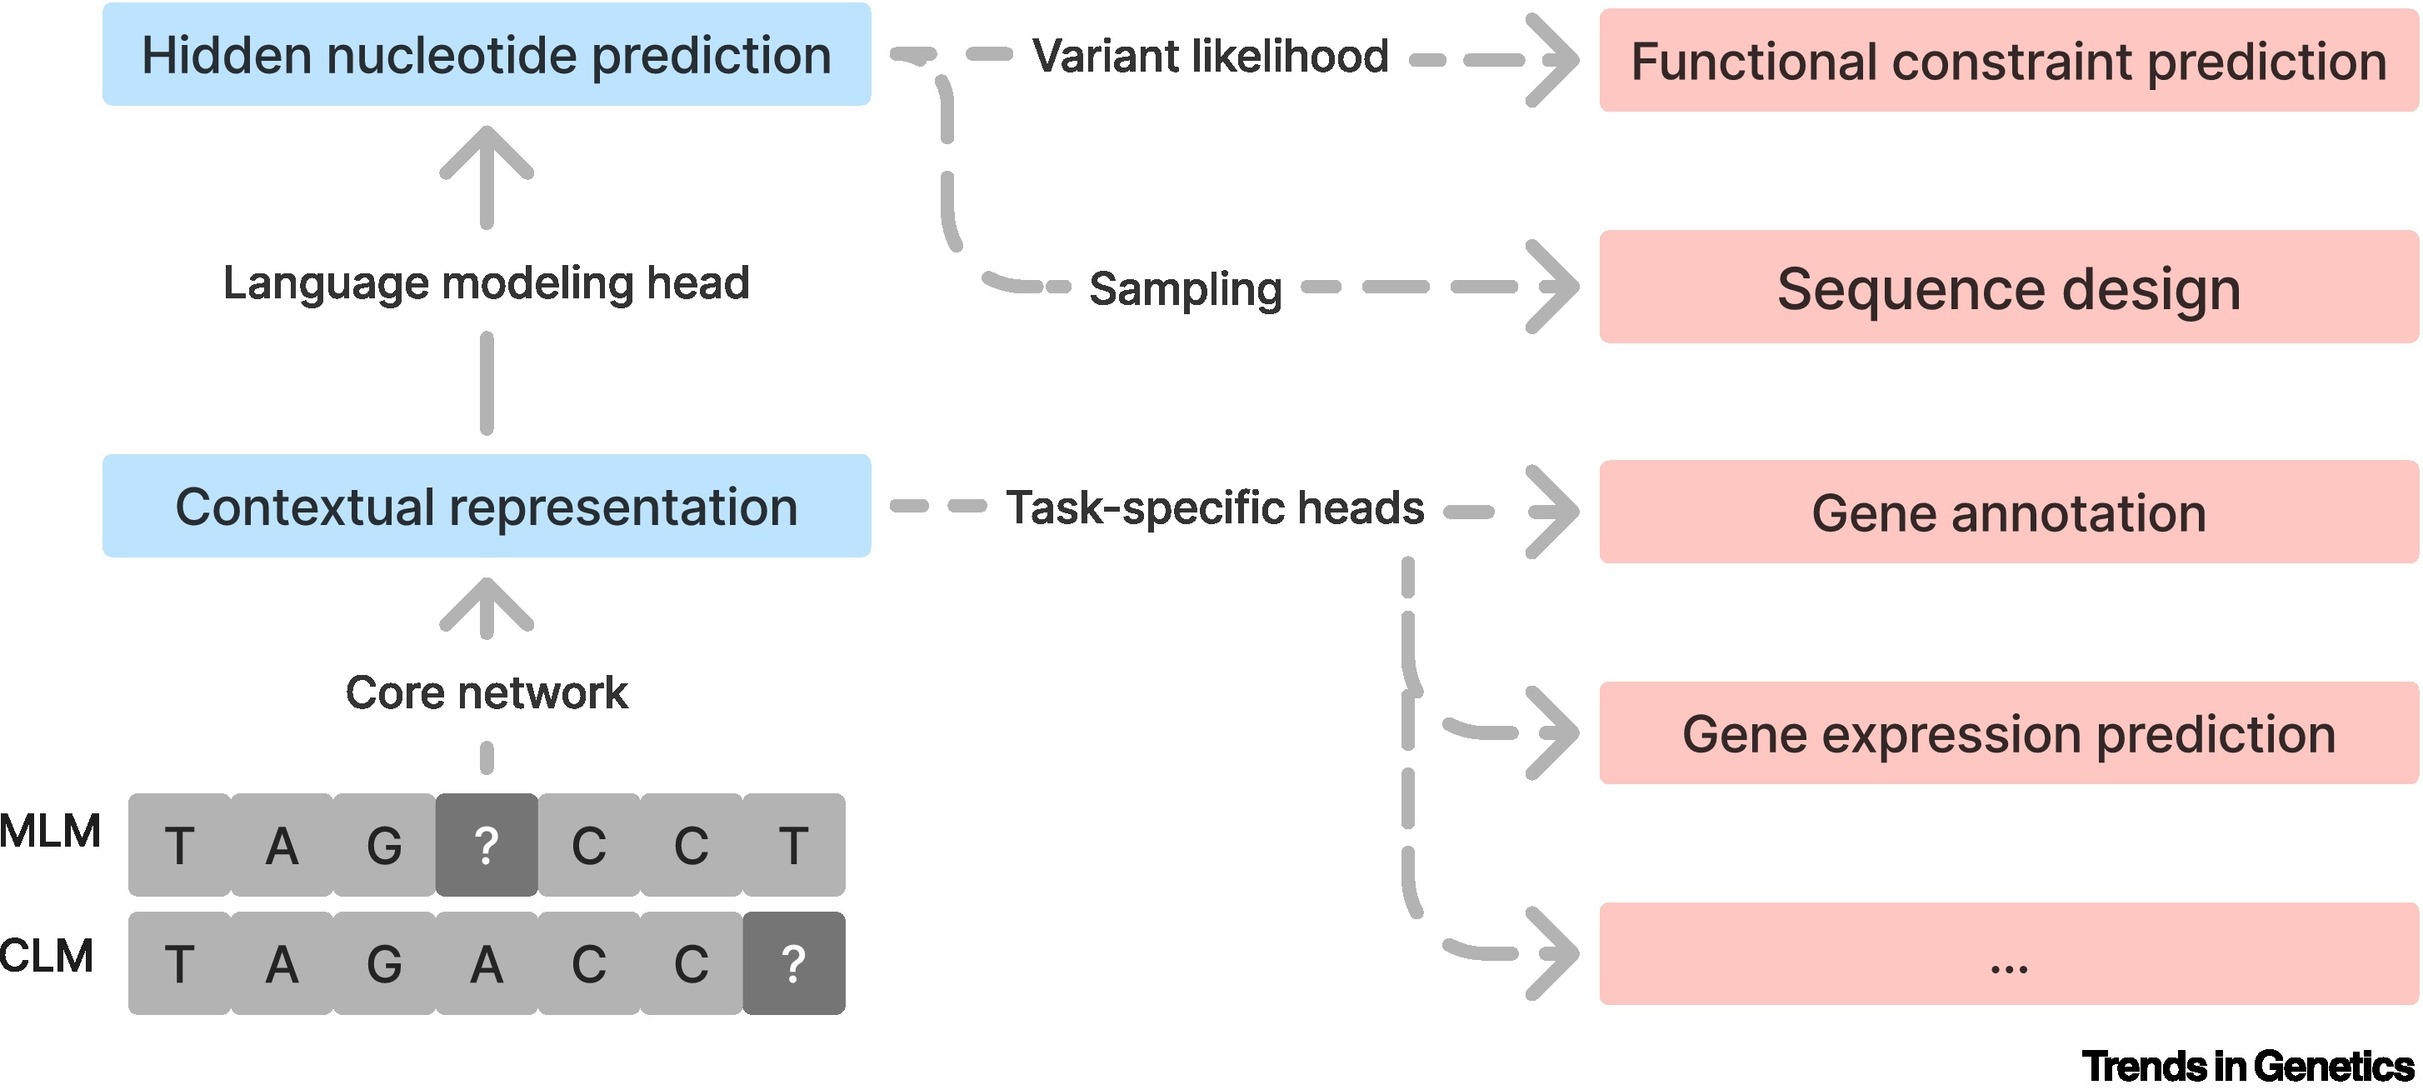 Hidden nucleotide prediction
Variant likelihood
Functional constraint prediction
Language modeling head
Sampling
Sequence design
Contextual representation
Task-specific heads
Gene annotation
Core network
Gene expression prediction
MLM T A G ? C C T
CLM T A G A C C ?
...
Trends in Genetics